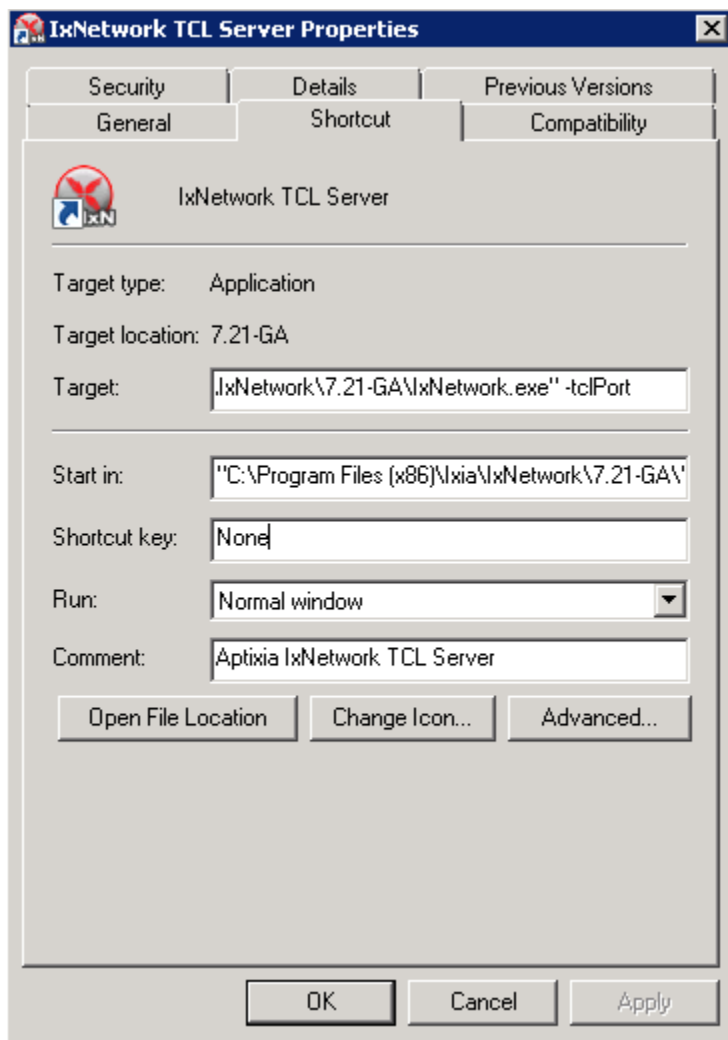 IxNetwork TCL Server Properties
Security Details Previous Versions
General Shortcut Compatibility
IxN
IxNetwork TCL Server
Target type: Application
Target location: 7.21-GA
Target: .IxNetwork\7.21-GA\IxNetwork.exe" -tclPort
Start in: "C:\Program Files (x86)\Ixia\IxNetwork\7.21-GA\"
Shortcut key: None
Run: Normal window
Comment: Aptixia IxNetwork TCL Server
Open File Location Change Icon... Advanced...
OK Cancel Apply